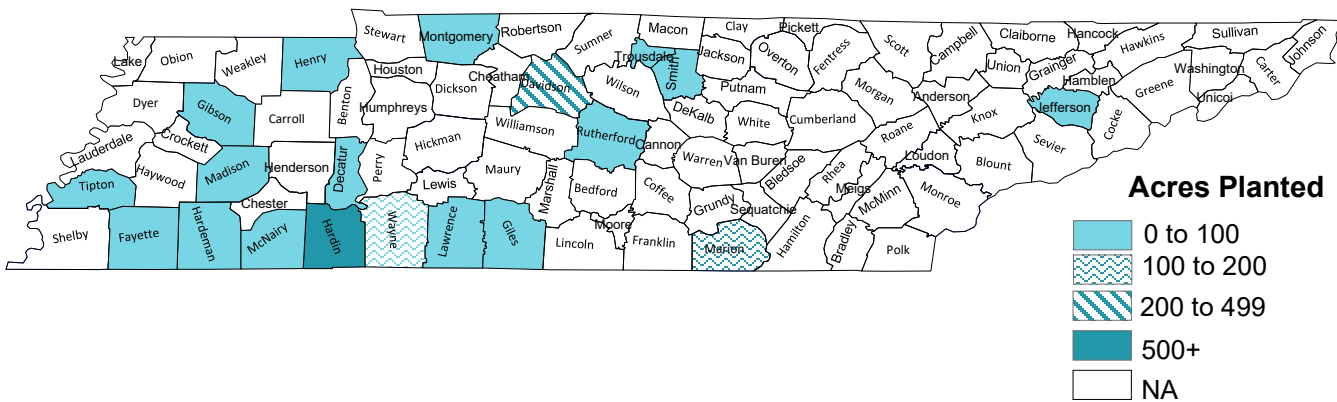 Lake
Obion
Weakley
Henry
Stewart
Montgomery
Robertson
Sumner
Macon
Clay
Pickett
Trousdale
Smith
Jackson
Overton
Fentress
Scott
Campbell
Claiborne
Hancock
Hawkins
Sullivan
Johnson
Carter
Washington
Unicoi
Greene
Hamblen
Grainger
Union
Jefferson
Cocke
Dyer
Gibson
Carroll
Benton
Houston
Humphreys
Dickson
Cheatham
Davidson
Wilson
DeKalb
Putnam
White
Cumberland
Morgan
Anderson
Knox
Roane
Loudon
Blount
Sevier
Lauderdale
Crockett
Haywood
Madison
Henderson
Decatur
Perry
Hickman
Williamson
Rutherford
Cannon
Warren
Van Buren
Bledsoe
Rhea
Meigs
McMinn
Monroe
Tipton
Chester
Lewis
Maury
Marshall
Bedford
Coffee
Grundy
Sequatchie
Shelby
Fayette
Hardeman
McNairy
Hardin
Wayne
Lawrence
Giles
Lincoln
Moore
Franklin
Marion
Hamilton
Bradley
Polk
Acres Planted
0 to 100
100 to 200
200 to 499
500+
NA